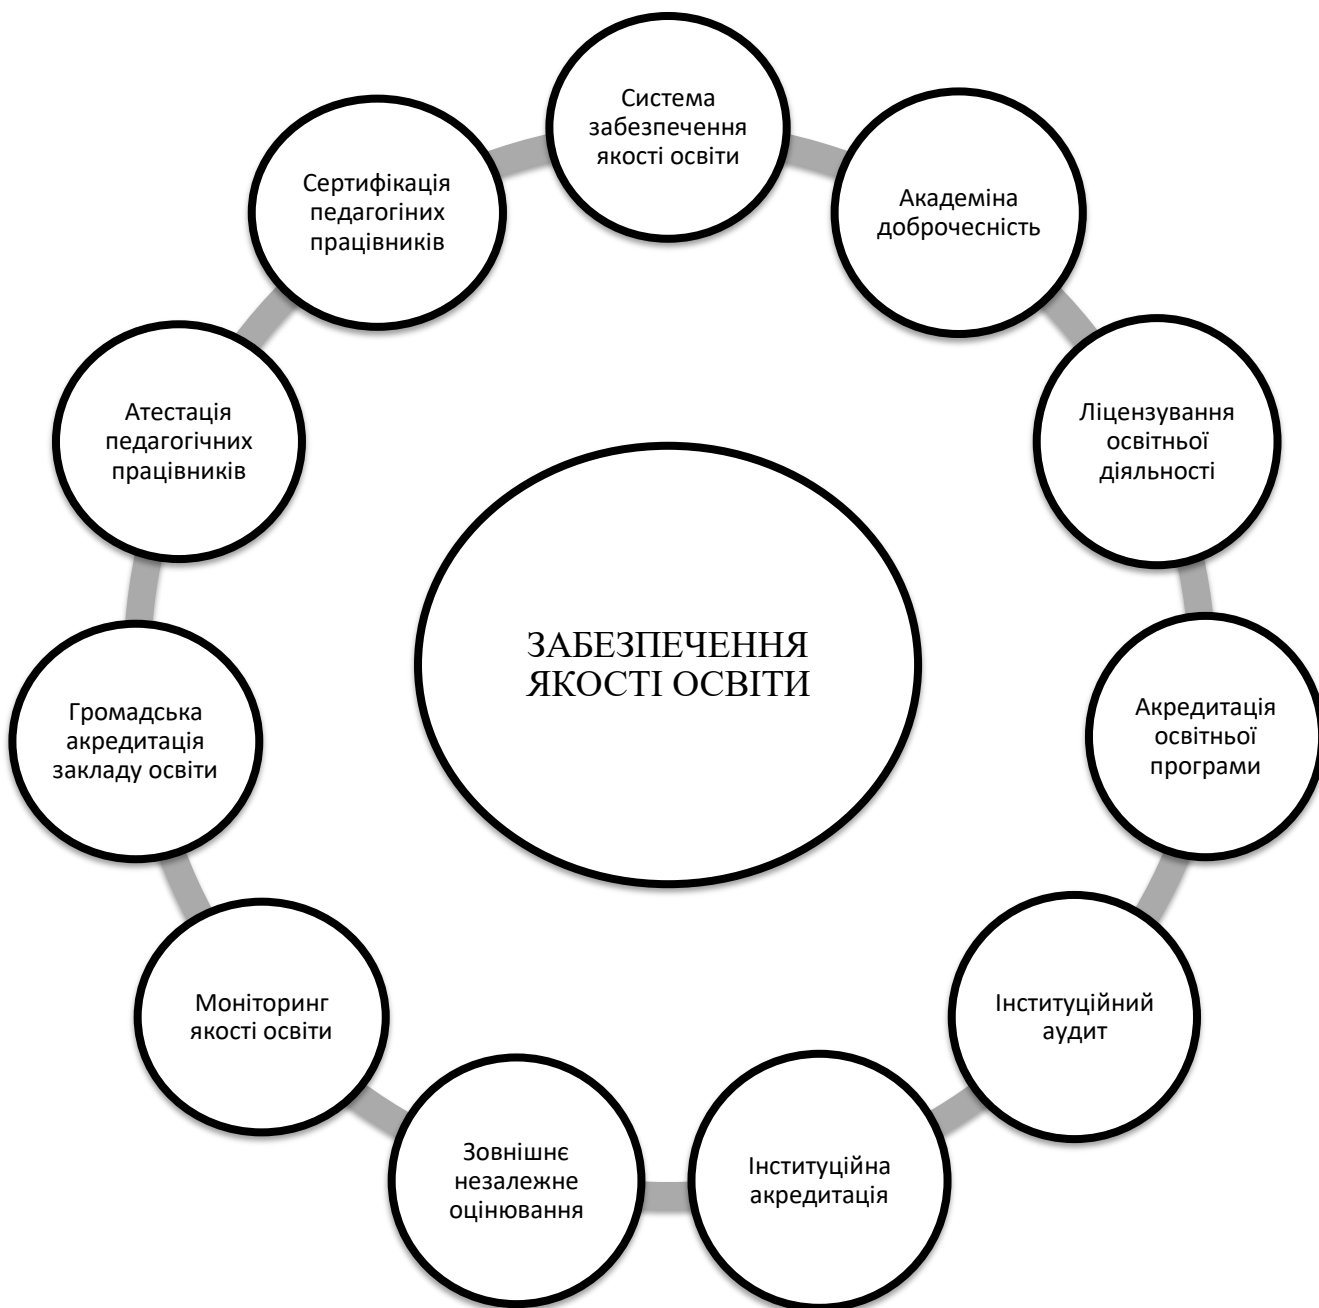 Система
забезпечення
якості освіти
Академіна
доброчесність
Ліцензування
освітньої
діяльності
Акредитація
освітньої
програми
Інституційний
аудит
Інституційна
акредитація
Зовнішнє
незалежне
оцінювання
Моніторинг
якості освіти
Громадська
акредитація
закладу освіти
Атестація
педагогічних
працівників
Сертифікація
педагогіних
працівників
ЗАБЕЗПЕЧЕННЯ
ЯКОСТІ ОСВІТИ